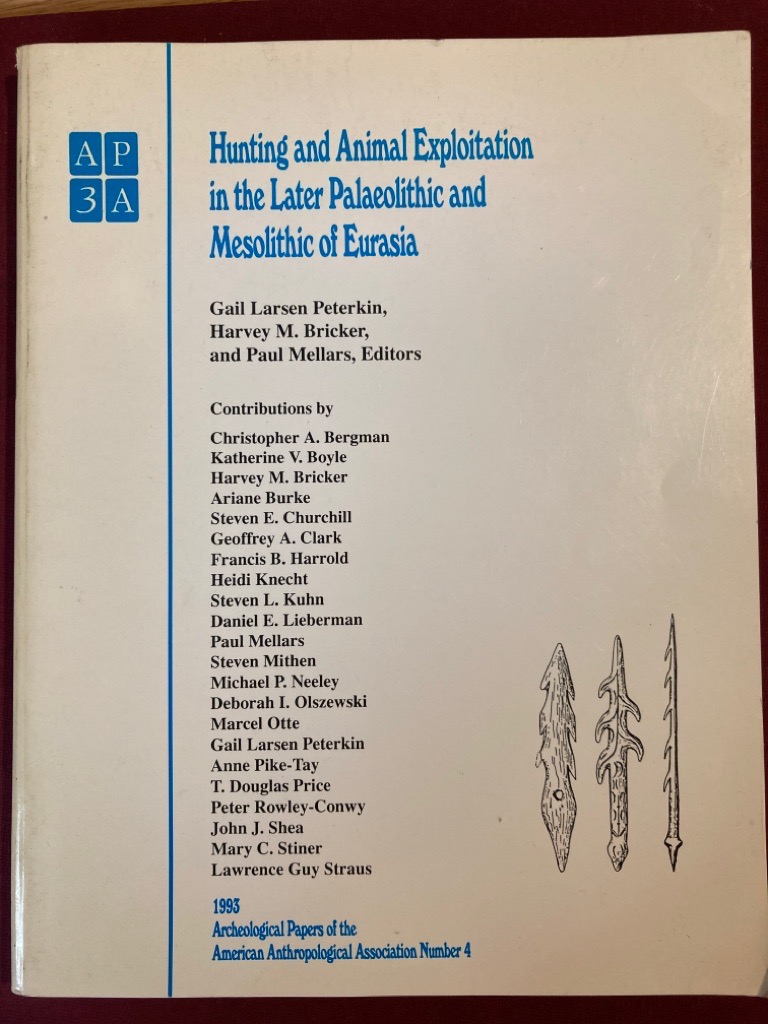 A P
3 A
Hunting and Animal Exploitation
in the Later Palaeolithic and
Mesolithic of Eurasia
Gail Larsen Peterkin,
Harvey M. Bricker,
and Paul Mellars, Editors
Contributions by
Christopher A. Bergman
Katherine V. Boyle
Harvey M. Bricker
Ariane Burke
Steven E. Churchill
Geoffrey A. Clark
Francis B. Harrold
Heidi Knecht
Steven L. Kuhn
Daniel E. Lieberman
Paul Mellars
Steven Mithen
Michael P. Neeley
Deborah I. Olszewski
Marcel Otte
Gail Larsen Peterkin
Anne Pike-Tay
T. Douglas Price
Peter Rowley-Conwy
John J. Shea
Mary C. Stiner
Lawrence Guy Straus
1993
Archeological Papers of the
American Anthropological Association Number 4